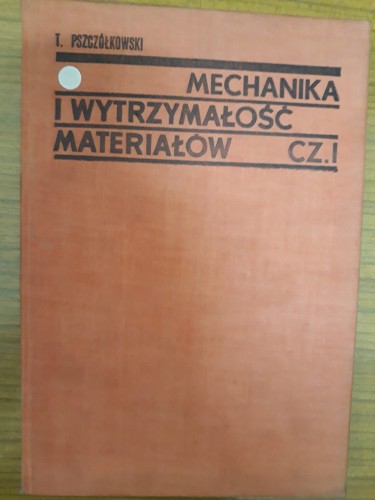 T. PSZCZÓŁKOWSKI
MECHANIKA
I WYTRZYMAŁOŚĆ
MATERIAŁÓW CZ. I